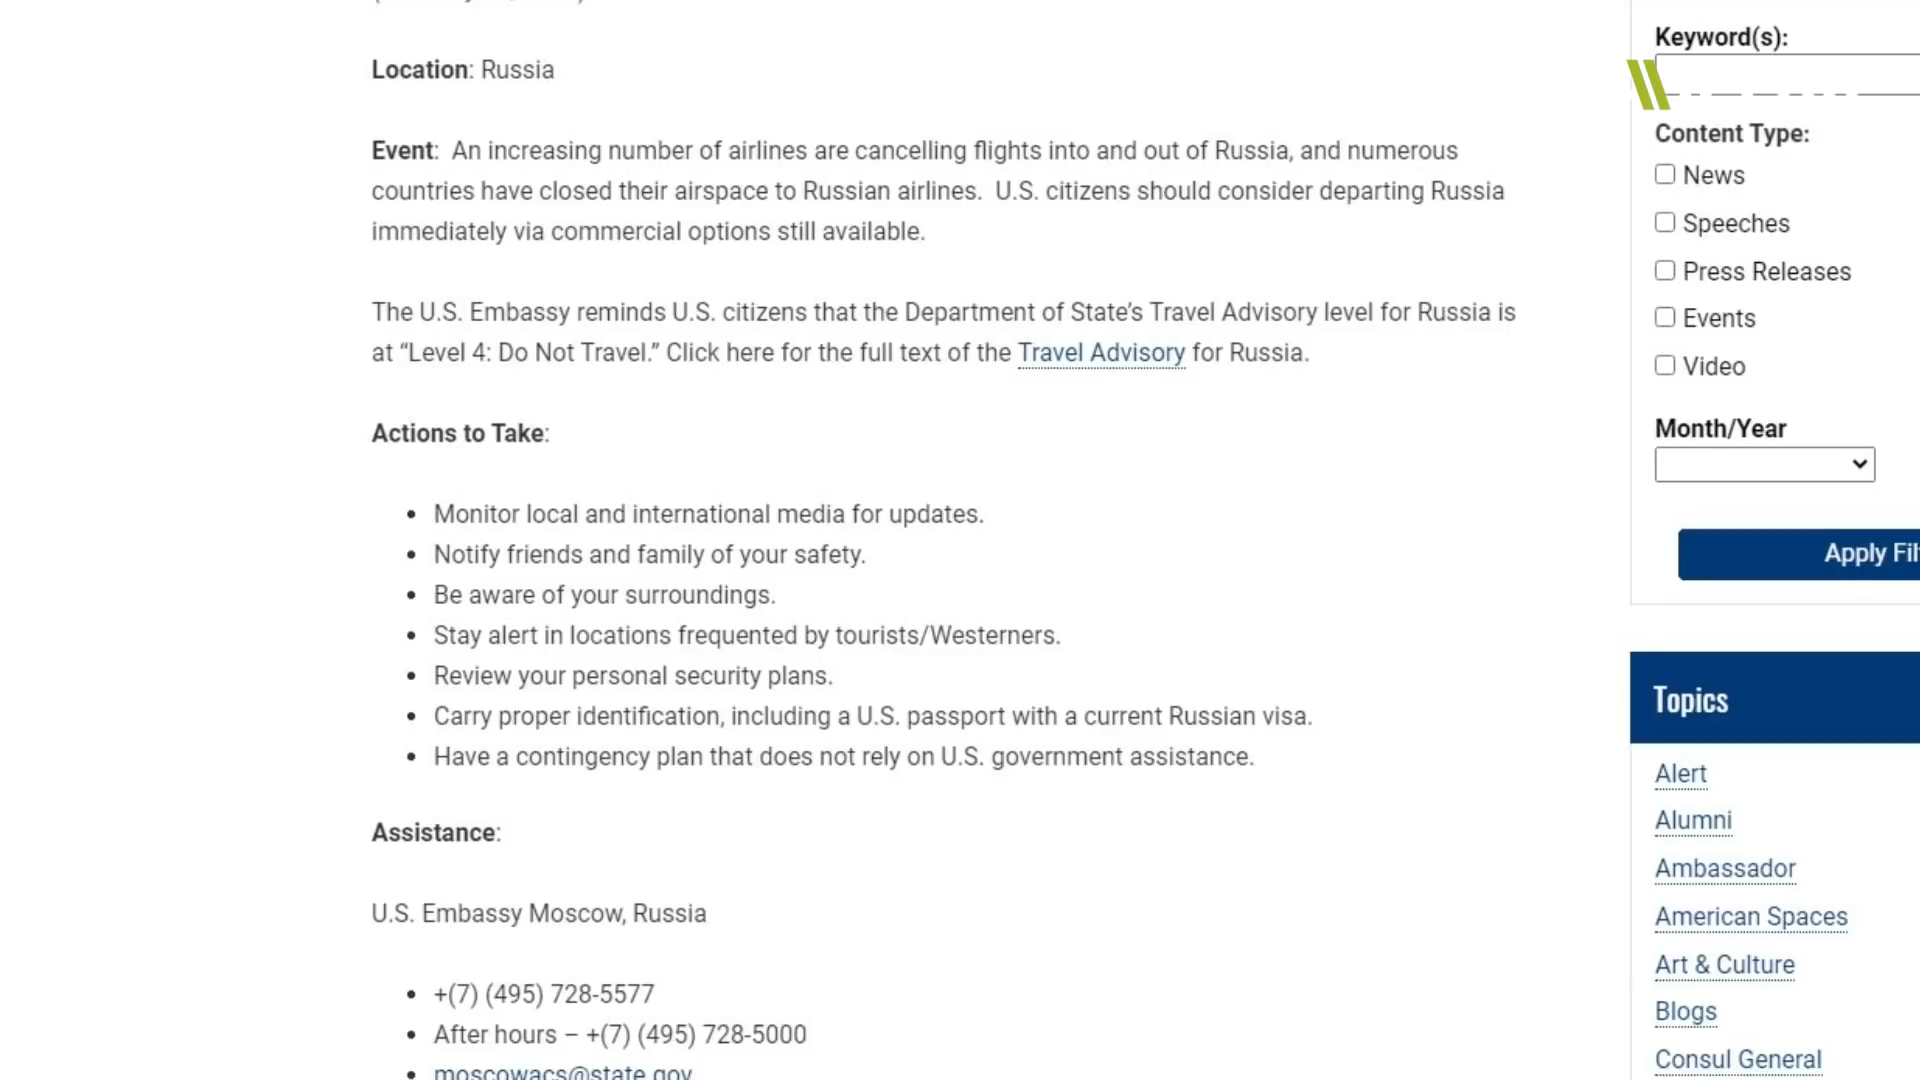 Location: Russia
Event: An increasing number of airlines are cancelling flights into and out of Russia, and numerous
countries have closed their airspace to Russian airlines. U.S. citizens should consider departing Russia
immediately via commercial options still available.
The U.S. Embassy reminds U.S. citizens that the Department of State’s Travel Advisory level for Russia is
at “Level 4: Do Not Travel.” Click here for the full text of the Travel Advisory for Russia.
Actions to Take:
• Monitor local and international media for updates.
• Notify friends and family of your safety.
• Be aware of your surroundings.
• Stay alert in locations frequented by tourists/Westerners.
• Review your personal security plans.
• Carry proper identification, including a U.S. passport with a current Russian visa.
• Have a contingency plan that does not rely on U.S. government assistance.
Assistance:
U.S. Embassy Moscow, Russia
• +(7) (495) 728-5577
• After hours – +(7) (495) 728-5000
• moscowacs@state.gov
Keyword(s):
Content Type:
News
Speeches
Press Releases
Events
Video
Month/Year
Apply Fil
Topics
Alert
Alumni
Ambassador
American Spaces
Art & Culture
Blogs
Consul General